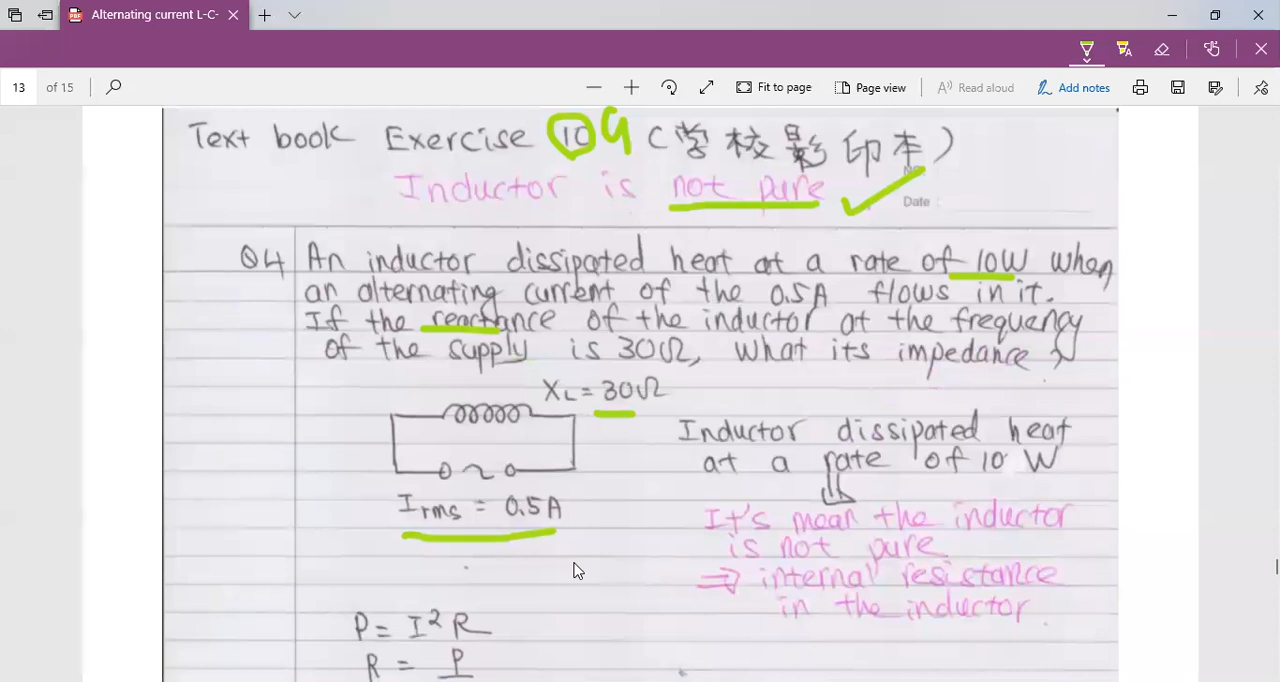 Alternating current L-C-
13 of 15
Fit to page
Page view
Read aloud
Add notes
Text book Exercise 10 9 (学校影印本)
Inductor is not pure
No.
Date
Q4 An inductor dissipated heat at a rate of 10W when
an alternating current of the 0.5A flows in it.
If the reactance of the inductor at the frequency
of the supply is 30Ω, what its impedance?
XL = 30Ω
Irms = 0.5A
Inductor dissipated heat
at a rate of 10 W
It's mean the inductor
is not pure
⇒ internal resistance
in the inductor.
P = I²R
R = P